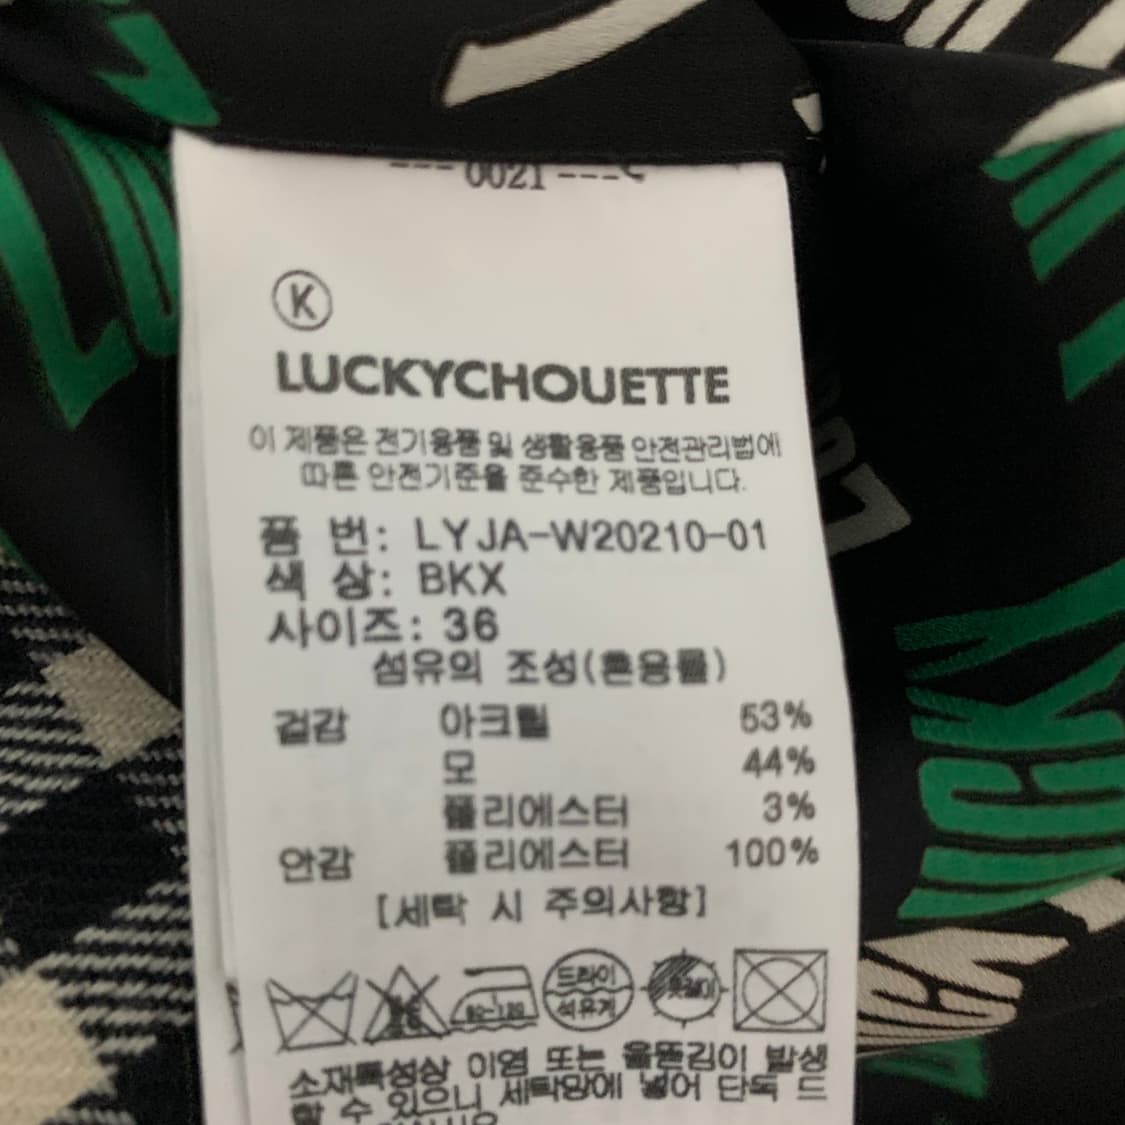 --- 0021 ---
K
LUCKYCHOUETTE
이 제품은 전기용품 및 생활용품 안전관리법에
따른 안전기준을 준수한 제품입니다.
품 번: LYJA-W20210-01
색 상: BKX
사이즈: 36
섬유의 조성(혼용률)
겉감 아크릴 53%
모 44%
폴리에스터 3%
안감 폴리에스터 100%
[세탁 시 주의사항]
드라이
석유계
80-120
옷걸이
소재특성상 이염 또는 올뜯김이 발생
할 수 있으니 세탁망에 넣어 단독 드
LUCKY